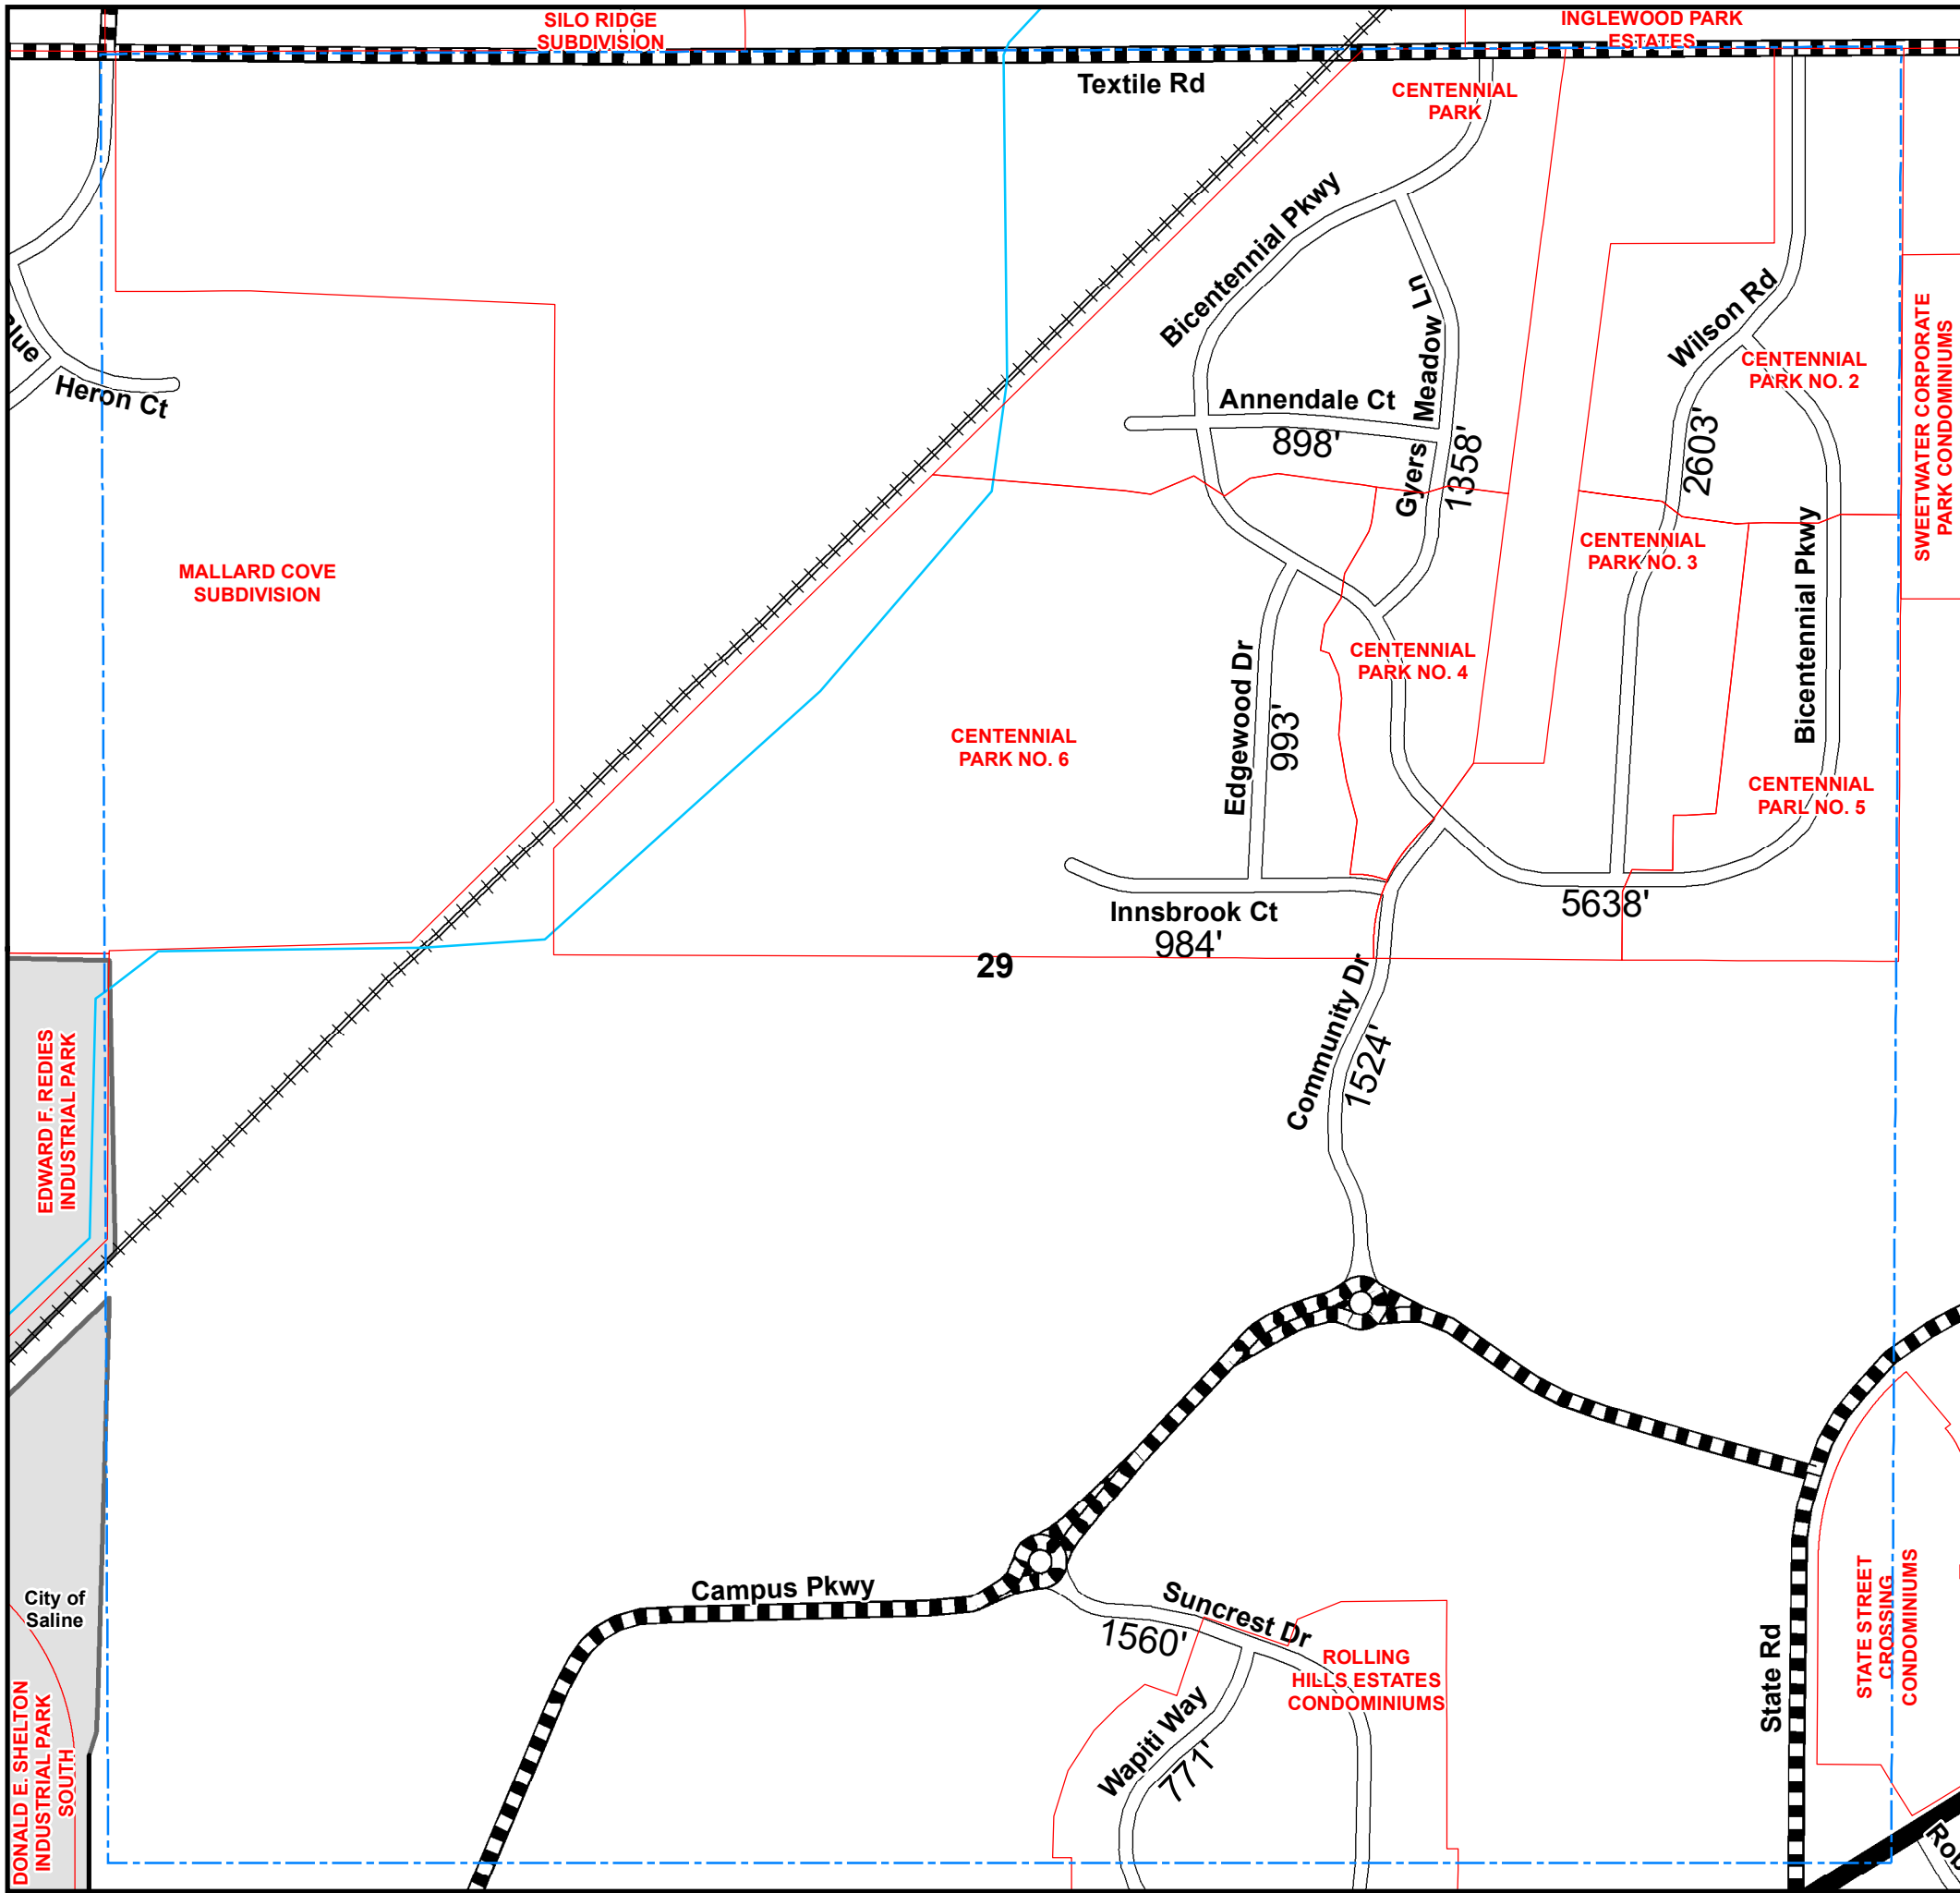 SILO RIDGE
SUBDIVISION
INGLEWOOD PARK
ESTATES
Textile Rd
CENTENNIAL
PARK
Bicentennial Pkwy
Gyers Meadow Ln
1358'
Wilson Rd
2603'
CENTENNIAL
PARK NO. 2
SWEETWATER CORPORATE
PARK CONDOMINIUMS
Blue
Heron Ct
Annendale Ct
898'
MALLARD COVE
SUBDIVISION
CENTENNIAL
PARK NO. 3
Bicentennial Pkwy
CENTENNIAL
PARK NO. 4
Edgewood Dr
993'
CENTENNIAL
PARK NO. 6
CENTENNIAL
PARL NO. 5
5638'
Innsbrook Ct
984'
29
Community Dr
1524'
EDWARD F. REDIES
INDUSTRIAL PARK
City of
Saline
DONALD E. SHELTON
INDUSTRIAL PARK
SOUTH
Campus Pkwy
Suncrest Dr
1560'
ROLLING
HILLS ESTATES
CONDOMINIUMS
Wapiti Way
771'
State Rd
STATE STREET
CROSSING
CONDOMINIUMS